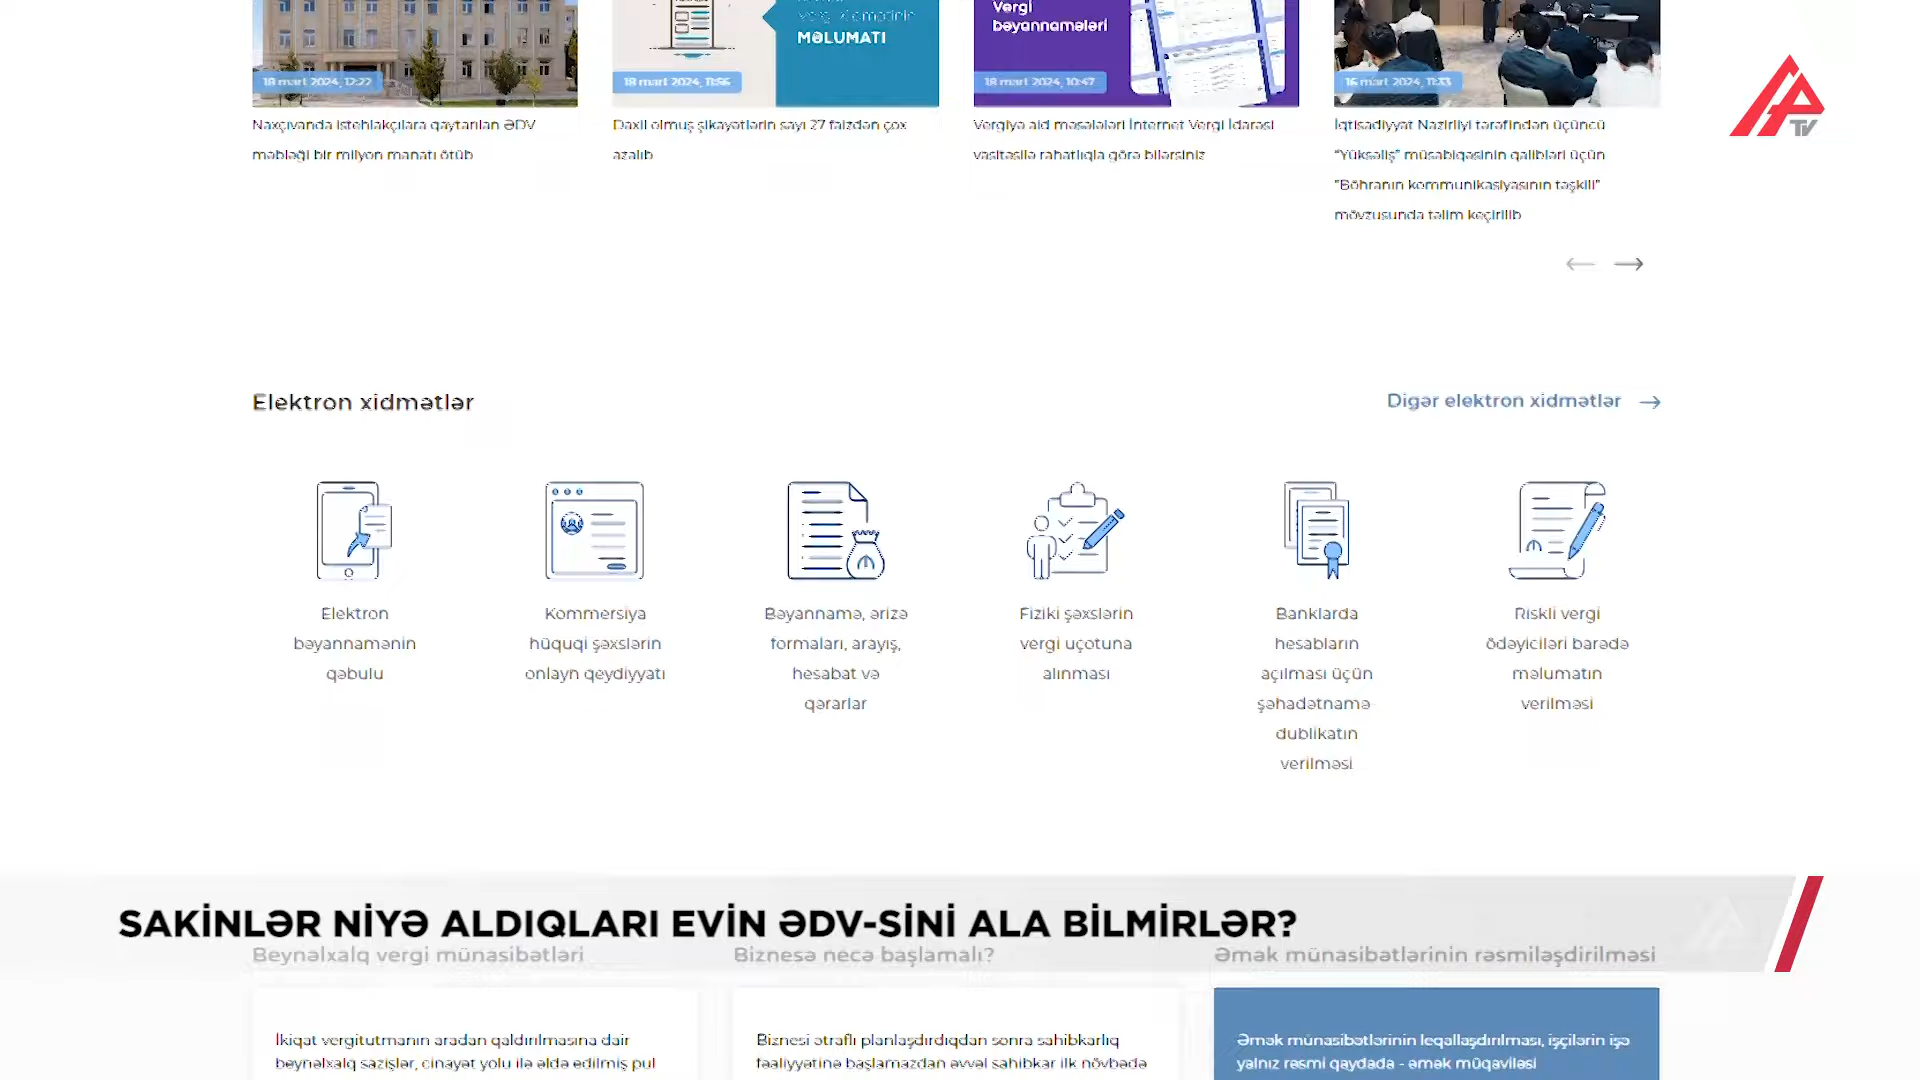 Vergi
bəyannamələri
MƏLUMATI
18 mart 2024, 12:22
18 mart 2024, 11:56
18 mart 2024, 10:47
16 mart 2024, 11:33
Naxçıvanda istehlakçılara qaytarılan ƏDV
məbləği bir milyon manatı ötüb
Daxil olmuş şikayətlərin sayı 27 faizdən çox
azalıb
Vergiyə aid məsələləri İnternet Vergi İdarəsi
vasitəsilə rahatlıqla görə bilərsiniz
İqtisadiyyat Nazirliyi tərəfindən üçüncü
“Yüksəliş” müsabiqəsinin qalibləri üçün
“Böhranın kommunikasiyasının təşkili”
mövzusunda təlim keçirilib
TV
Elektron xidmətlər
Digər elektron xidmətlər
Elektron
bəyannamənin
qəbulu
Kommersiya
hüquqi şəxslərin
onlayn qeydiyyatı
Bəyannamə, ərizə
formaları, arayış,
hesabat və
qərarlar
Fiziki şəxslərin
vergi uçotuna
alınması
Banklarda
hesabların
açılması üçün
şəhadətnamə-
dublikatın
verilməsi
Riskli vergi
ödəyiciləri barədə
məlumatın
verilməsi
SAKİNLƏR NİYƏ ALDIQLARI EVİN ƏDV-SİNİ ALA BİLMİRLƏR?
Beynəlxalq vergi münasibətləri
Biznesə necə başlamalı?
Əmək münasibətlərinin rəsmiləşdirilməsi
İkiqat vergitutmanın aradan qaldırılmasına dair
beynəlxalq sazişlər, cinayət yolu ilə əldə edilmiş pul
Biznesi ətraflı planlaşdırdıqdan sonra sahibkarlıq
fəaliyyətinə başlamazdan əvvəl sahibkar ilk növbədə
Əmək münasibətlərinin leqallaşdırılması, işçilərin işə
yalnız rəsmi qaydada - əmək müqaviləsi